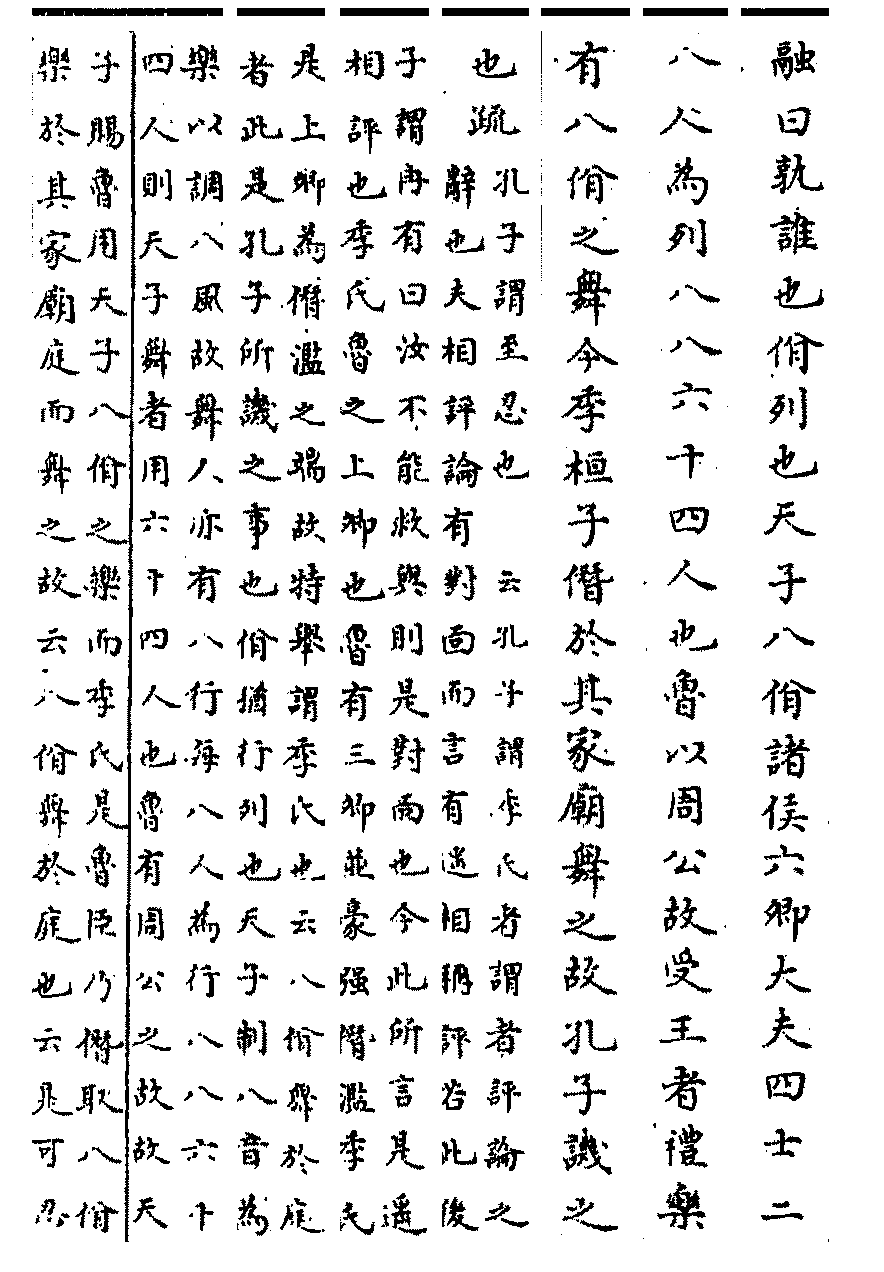 融曰孰誰也佾列也天子八佾諸侯六卿大夫四士二
八人為列八八六十四人也魯以周公故受王者禮樂
有八佾之舞今季桓子僭於其家廟舞之故孔子譏之
也疏
孔子謂至忍也 云孔子謂季氏者謂者評論之
辭也夫相評論有對面而言有遥相稱評若此後
子謂冉有曰汝不能救與則是對面也今此所言是遥
相評也季氏魯之上卿也魯有三卿並豪强僭濫季氏
是上卿為僭濫之端故特舉謂季氏也云八佾舞於庭
者此是孔子所譏之事也佾猶行列也天子制八音為
樂以調八風故舞人亦有八行每八人為行八八六十
四人則天子舞者用六十四人也魯有周公之故故天
子賜魯用天子八佾之樂而季氏是魯臣乃僭取八佾
樂於其家廟庭而舞之故云八佾舞於庭也云是可忍